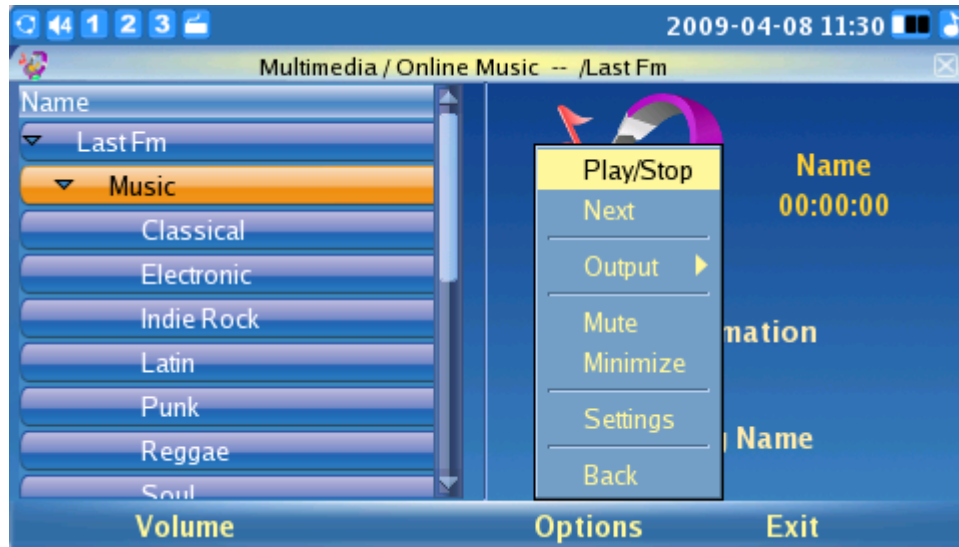 4 1 2 3 2009-04-08 11:30
Multimedia / Online Music -- /Last Fm
Name
Last Fm
Music
Classical
Electronic
Indie Rock
Latin
Punk
Reggae
Soul
Play/Stop
Next
Output
Mute
Minimize
Settings
Back
Name
00:00:00
mation
Name
Volume Options Exit